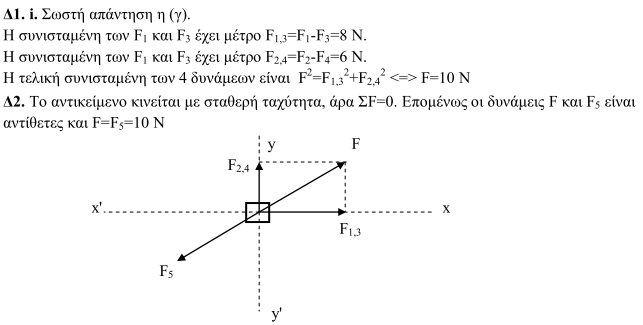 Δ1. i. Σωστή απάντηση η (γ).
Η συνισταμένη των F₁ και F₃ έχει μέτρο F₁,₃=F₁-F₃=8 N.
Η συνισταμένη των F₁ και F₃ έχει μέτρο F₂,₄=F₂-F₄=6 N.
Η τελική συνισταμένη των 4 δυνάμεων είναι F²=F₁,₃²+F₂,₄² <=> F=10 N
Δ2. Το αντικείμενο κινείται με σταθερή ταχύτητα, άρα ΣF=0. Επομένως οι δυνάμεις F και F₅ είναι
αντίθετες και F=F₅=10 N
y
F
F₂,₄
x'
x
F₁,₃
F₅
y'